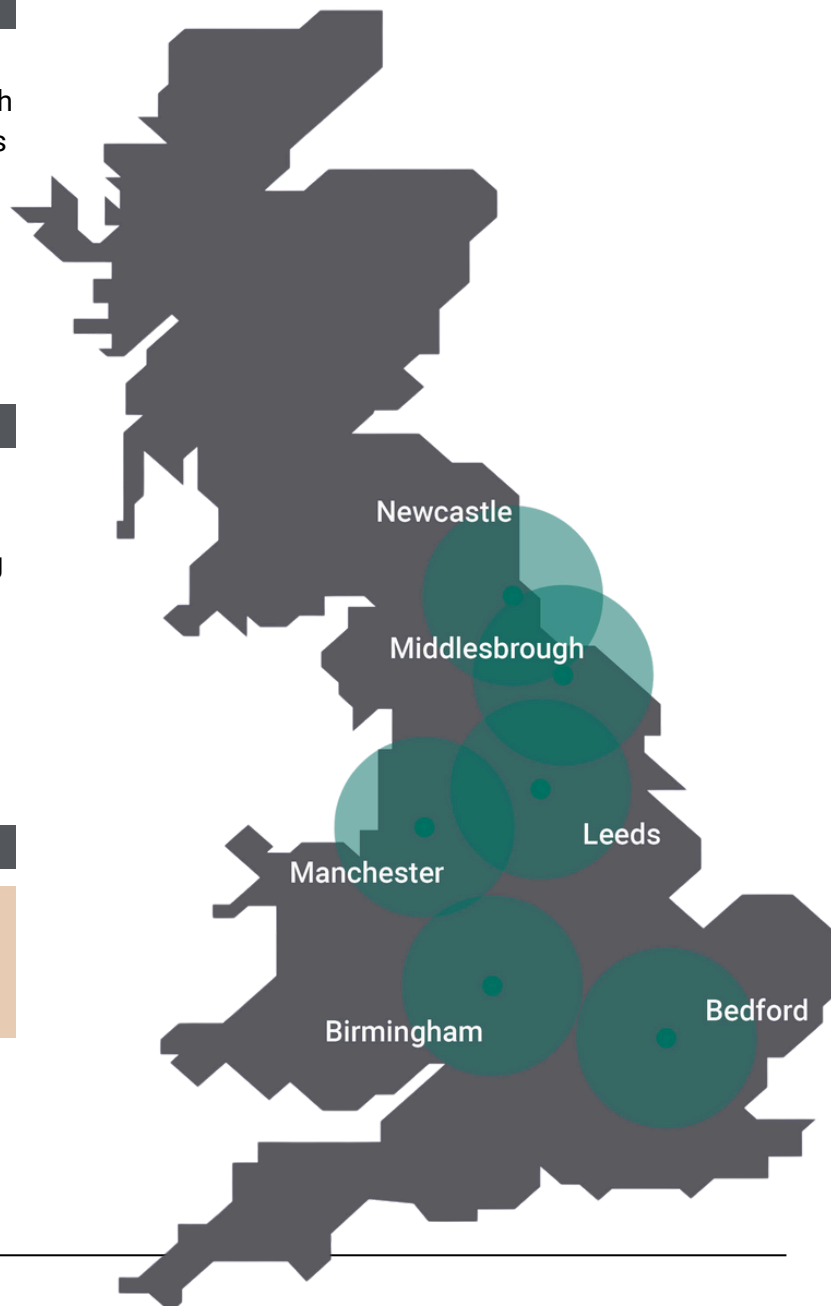 h
s
g
Newcastle
Middlesbrough
Leeds
Manchester
Bedford
Birmingham